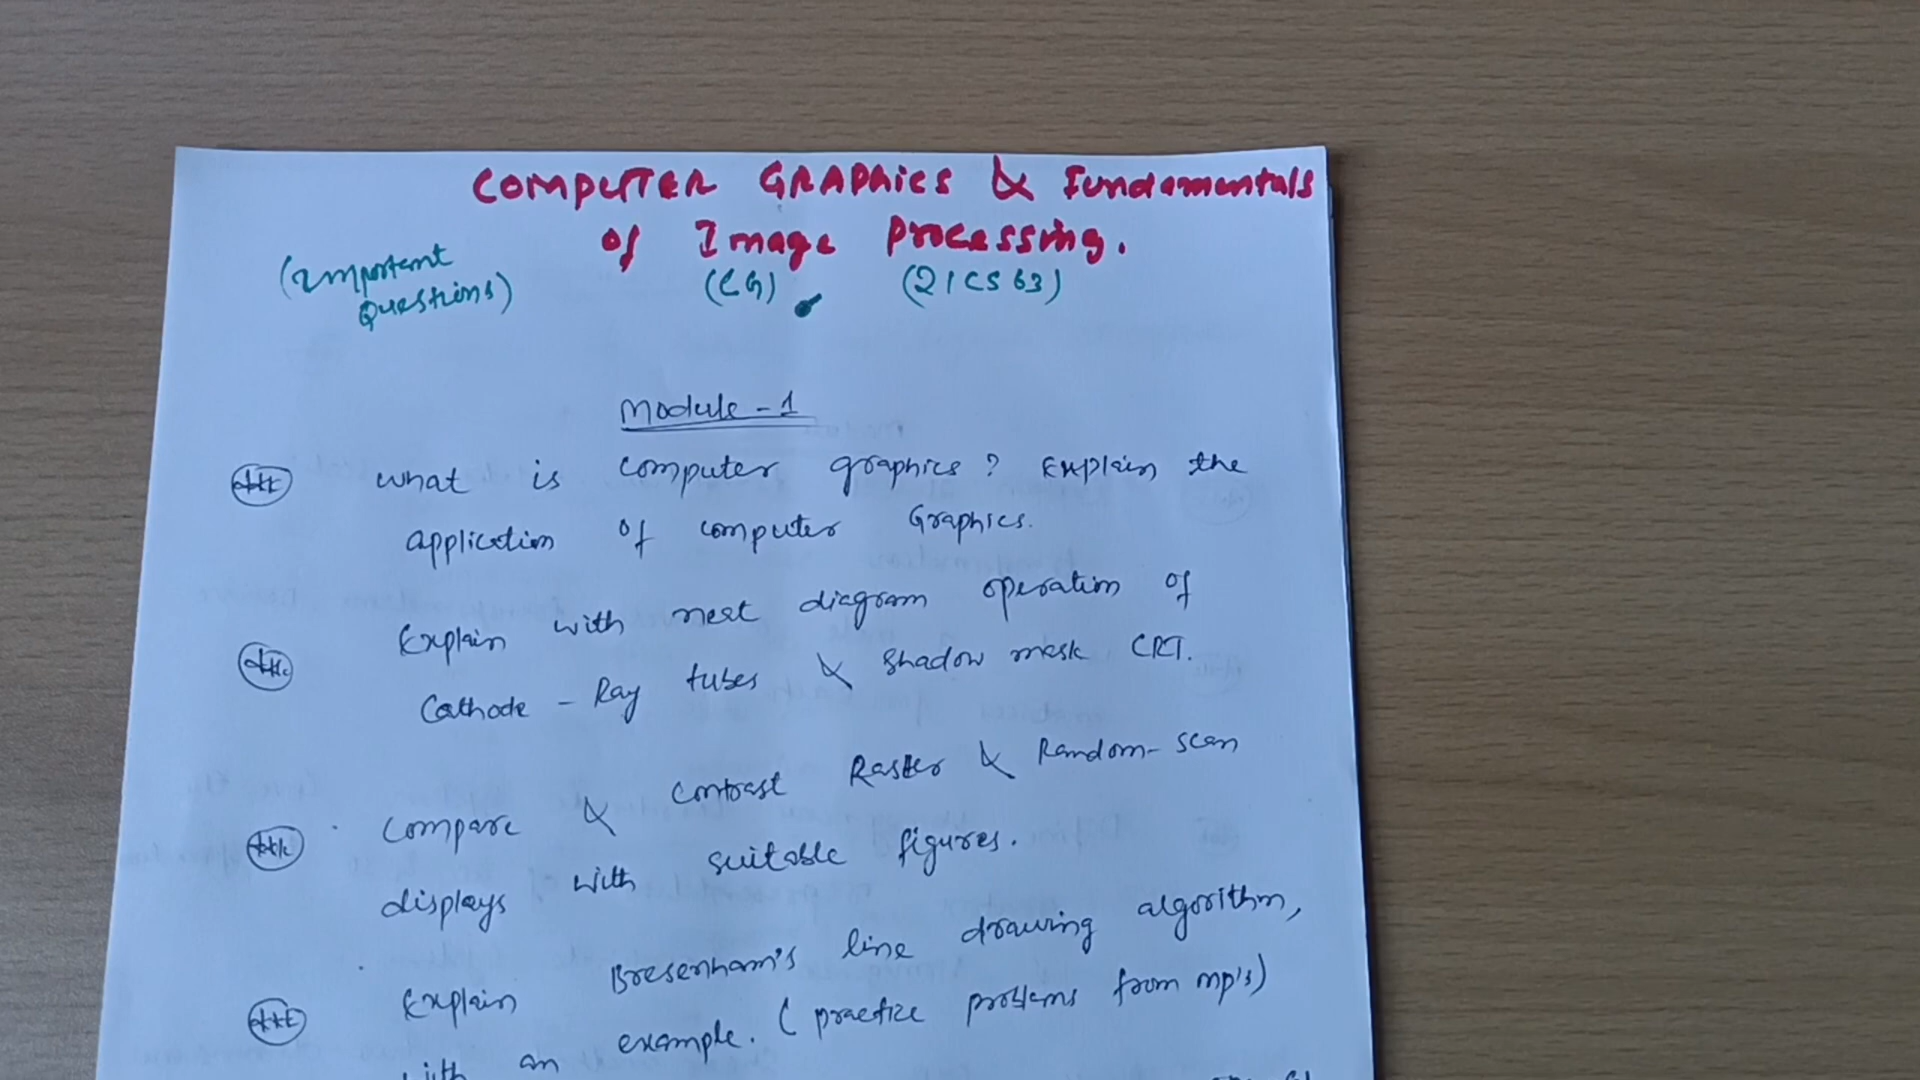 COMPUTER GRAPHICS & Fundamentals
of Image Processing.
(Important
Questions)
(CG)
(21CS63)
Module - 1
What is computer graphics? Explain the
application of computer Graphics.
Explain with neat diagram operation of
Cathode - Ray tubes & Shadow mask CRT.
Compare & contrast Raster & Random-scan
displays with suitable figures.
Explain Bresenham's line drawing algorithm,
with an example. (practice problems from mp's)